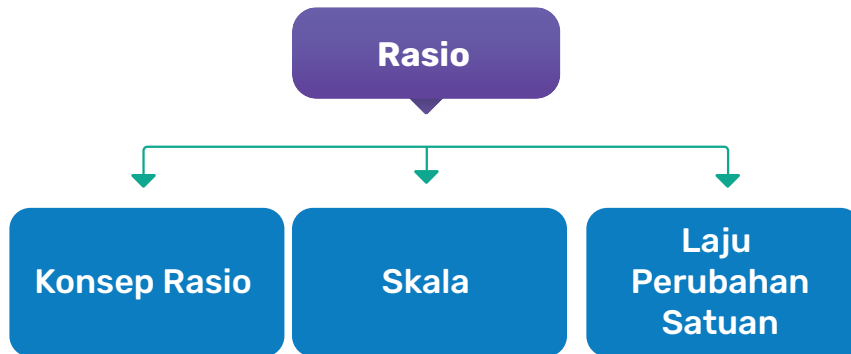 Rasio
Konsep Rasio
Skala
Laju
Perubahan
Satuan